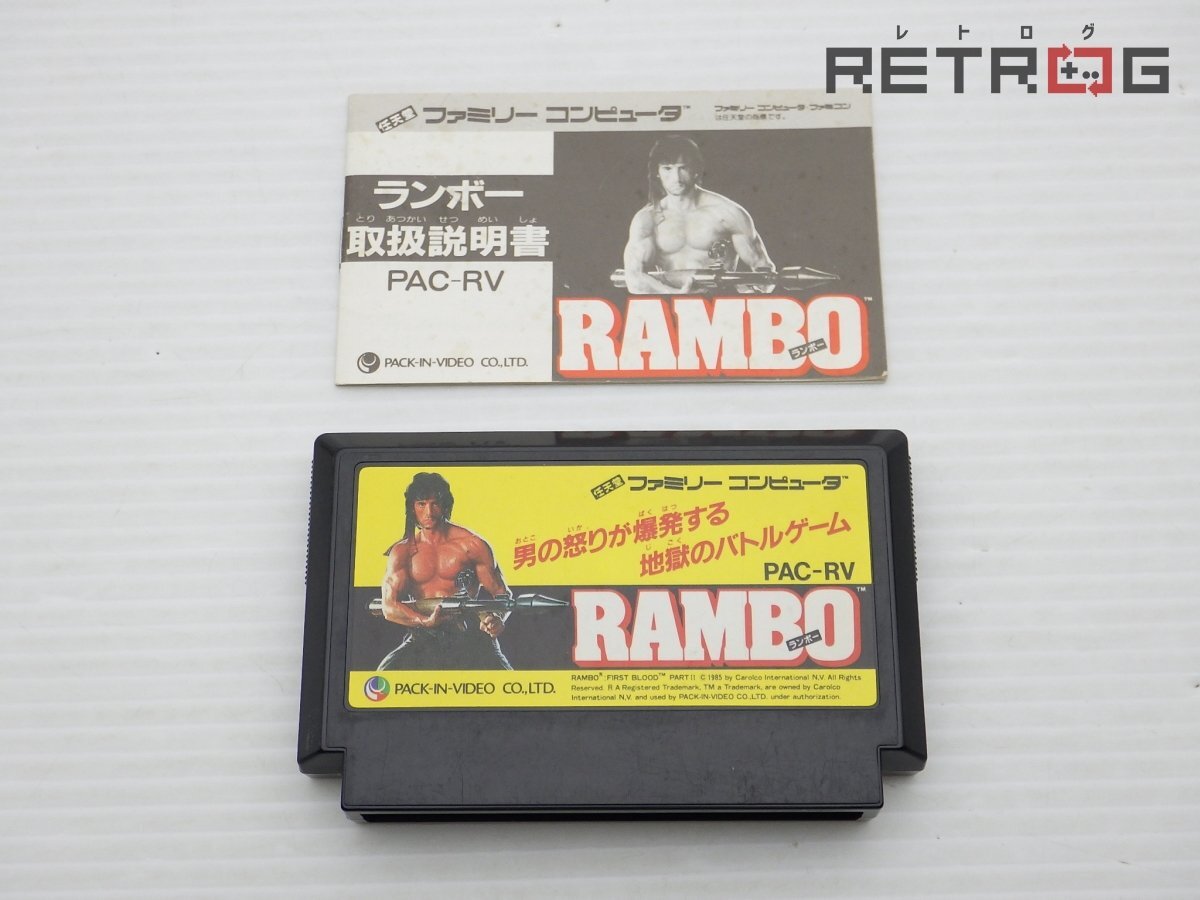 レトログ
RETROG
任天堂 ファミリー コンピュータ™
ファミリー コンピュータ ファミコン
は任天堂の商標です。
ランボー
とり あつかい せつ めい しょ
取扱説明書
PAC-RV
RAMBO™
ランボー
PACK-IN-VIDEO CO.,LTD.
任天堂 ファミリー コンピュータ™
おとこ いか ばく はつ
男の怒りが爆発する
じ ごく
地獄のバトルゲーム
PAC-RV
RAMBO™
ランボー
PACK-IN-VIDEO CO.,LTD.
RAMBO® :FIRST BLOOD™ PART II © 1985 by Carolco International N.V. All Rights
Reserved. R A Registered Trademark, TM a Trademark, are owned by Carolco
International N.V. and used by PACK-IN-VIDEO CO.,LTD. under authorization.